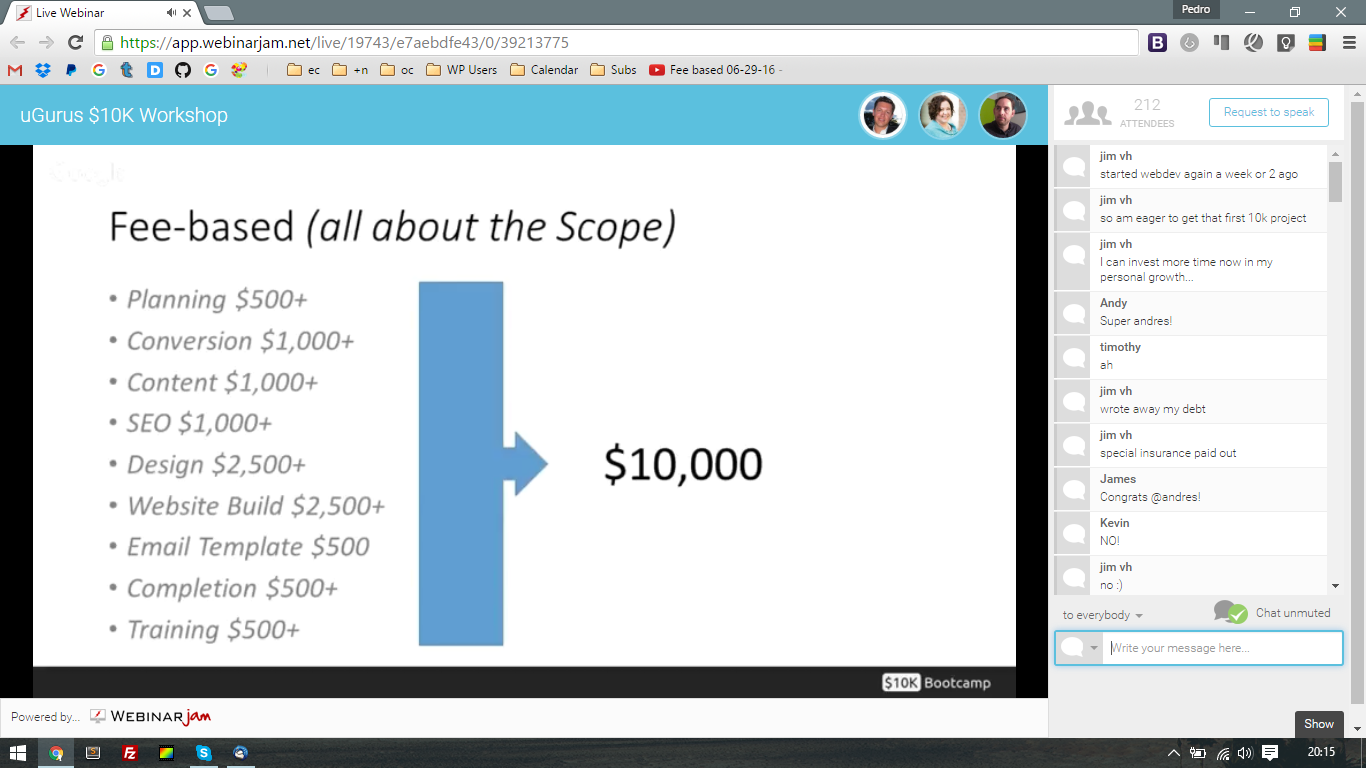 Live Webinar
Pedro
https://app.webinarjam.net/live/19743/e7aebdfe43/0/39213775
ec
+n
oc
WP Users
Calendar
Subs
Fee based 06-29-16 -
uGurus $10K Workshop
212
ATTENDEES
Request to speak
Google
Fee-based (all about the Scope)
• Planning $500+
• Conversion $1,000+
• Content $1,000+
• SEO $1,000+
• Design $2,500+
• Website Build $2,500+
• Email Template $500
• Completion $500+
• Training $500+
$10,000
$10K Bootcamp
jim vh
started webdev again a week or 2 ago
jim vh
so am eager to get that first 10k project
jim vh
I can invest more time now in my
personal growth...
Andy
Super andres!
timothy
ah
jim vh
wrote away my debt
jim vh
special insurance paid out
James
Congrats @andres!
Kevin
NO!
jim vh
no :)
to everybody
Chat unmuted
Write your message here...
Powered by...
WEBINARjam
Show
20:15